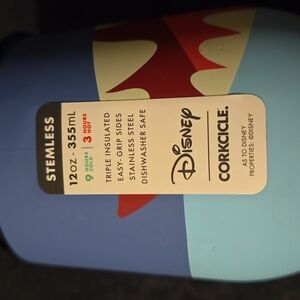 STEMLESS
12OZ · 355mL
9 HOURS COLD | 3 HOURS HOT
TRIPLE INSULATED
EASY-GRIP SIDES
STAINLESS STEEL
DISHWASHER SAFE
Disney
CORKCICLE.
AS TO DISNEY
PROPERTIES: ©DISNEY